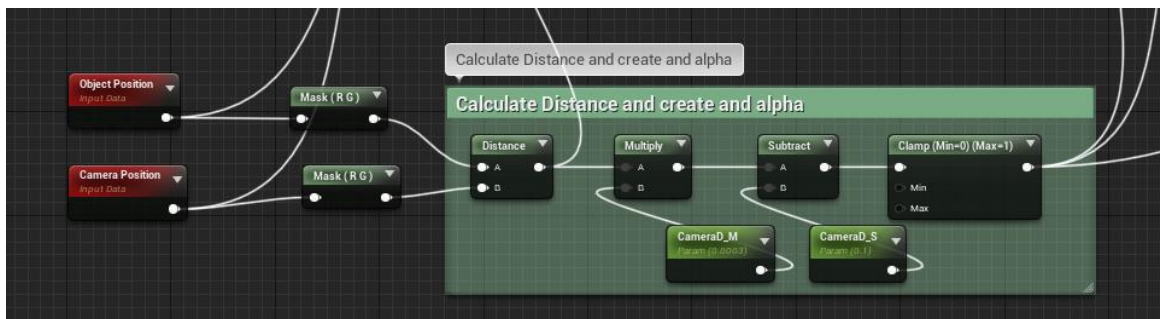 Calculate Distance and create and alpha
Calculate Distance and create and alpha
Object Position
Input Data
Mask ( R G )
Camera Position
Input Data
Mask ( R G )
Distance
A
B
Multiply
A
B
Subtract
A
B
Clamp (Min=0) (Max=1)
Min
Max
CameraD_M
Param (0.0003)
CameraD_S
Param (0.1)